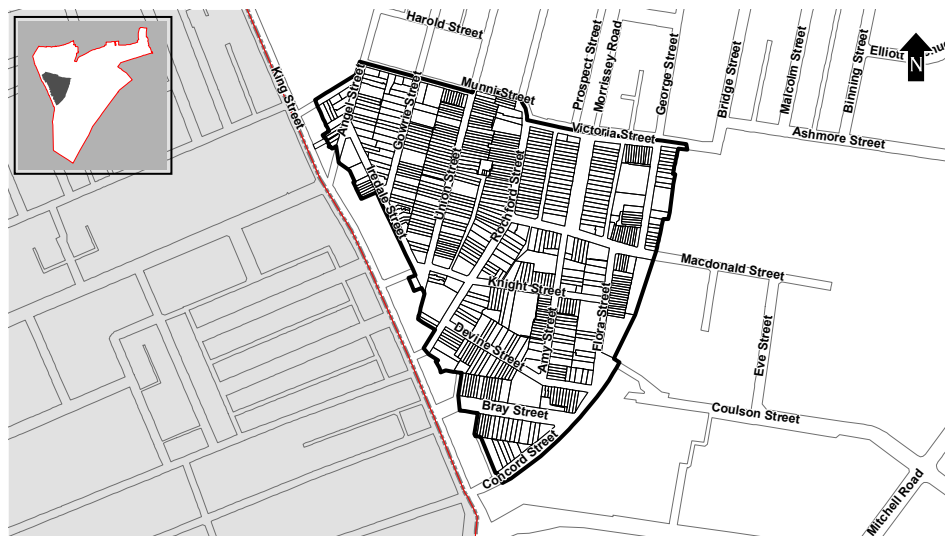 Harold Street
Elliott
N
King Street
Angel Street
Gowrie Street
Munni Street
Prospect Street
Morrissey Road
George Street
Bridge Street
Malcolm Street
Binning Street
Victoria Street
Ashmore Street
Iredale Street
Union Street
Rochford Street
Macdonald Street
Knight Street
Devine Street
Amy Street
Flora Street
Eve Street
Bray Street
Coulson Street
Concord Street
Mitchell Road